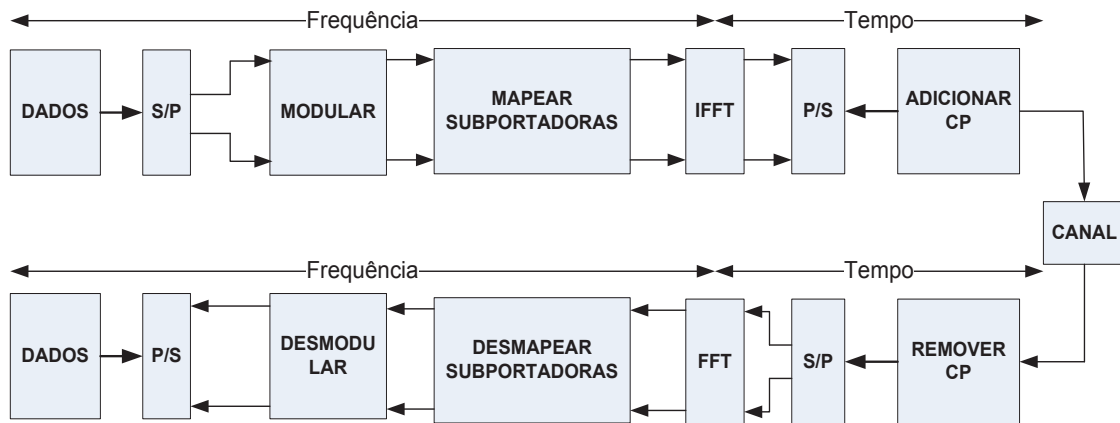 Frequência
Tempo
DADOS
S/P
MODULAR
MAPEAR
SUBPORTADORAS
IFFT
P/S
ADICIONAR
CP
CANAL
Frequência
Tempo
DADOS
P/S
DESMODU
LAR
DESMAPEAR
SUBPORTADORAS
FFT
S/P
REMOVER
CP